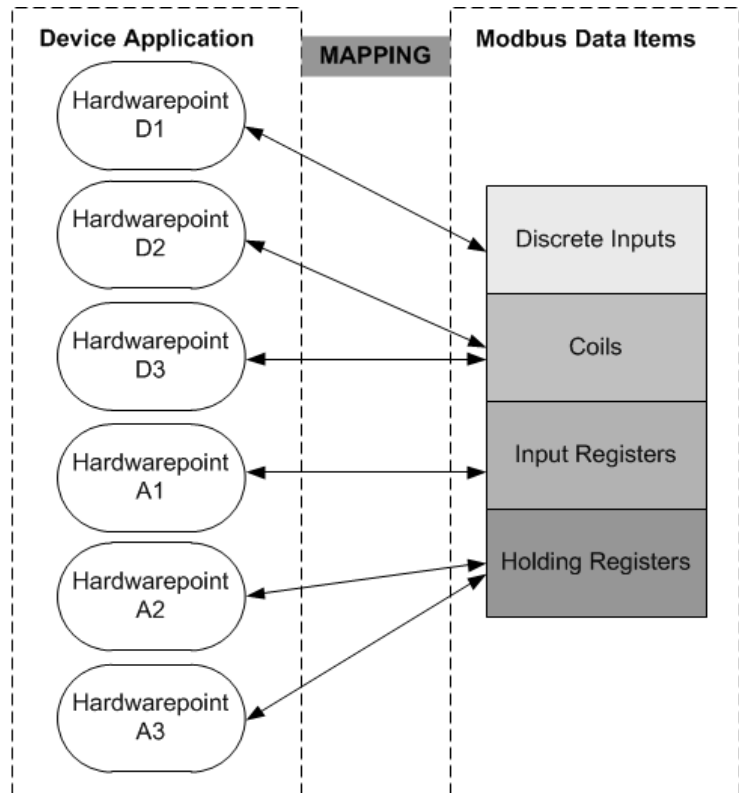 Device Application
MAPPING
Modbus Data Items
Hardwarepoint
D1
Hardwarepoint
D2
Hardwarepoint
D3
Hardwarepoint
A1
Hardwarepoint
A2
Hardwarepoint
A3
Discrete Inputs
Coils
Input Registers
Holding Registers